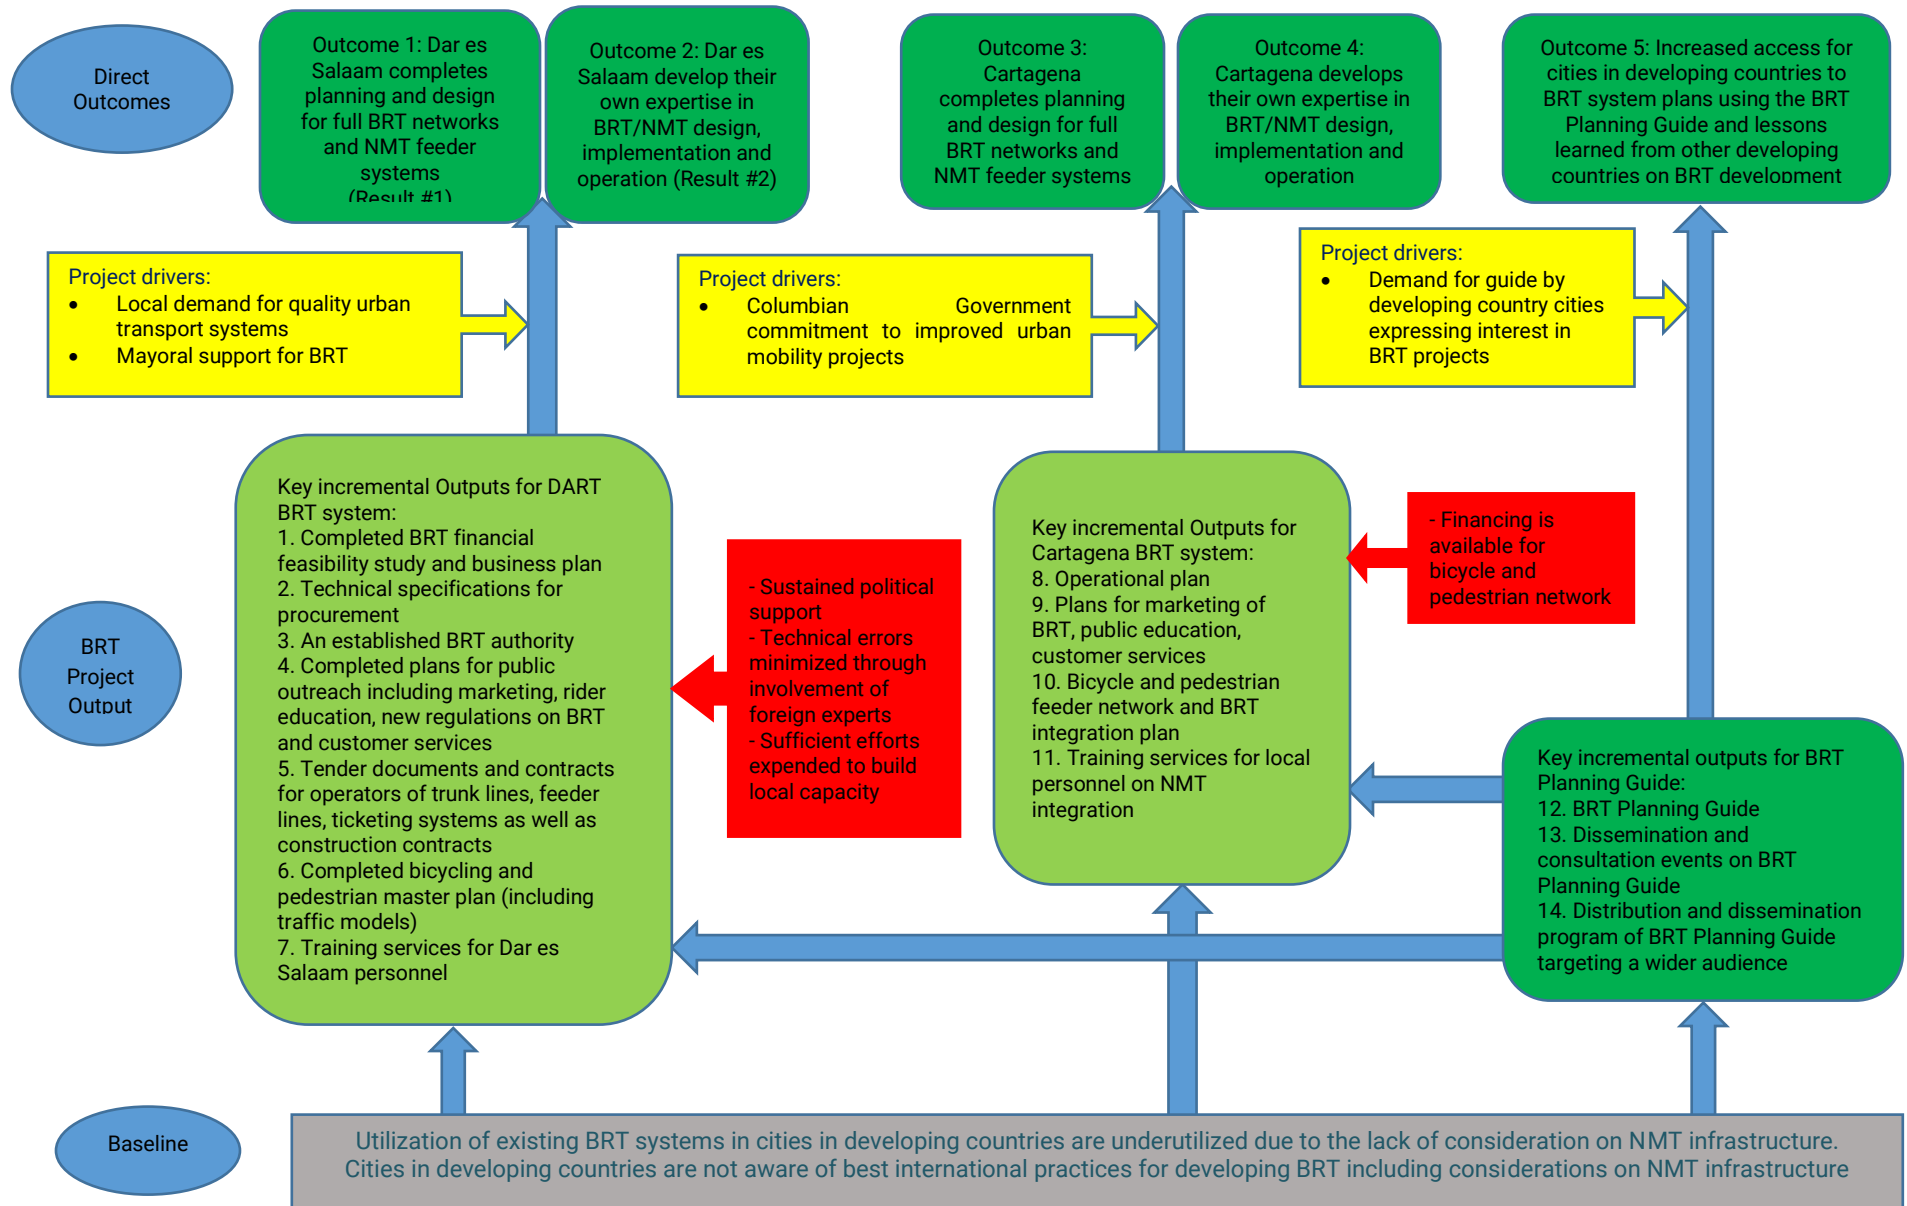 Direct
Outcomes
Outcome 1: Dar es
Salaam completes
planning and design
for full BRT networks
and NMT feeder
systems
(Result #1)
Outcome 2: Dar es
Salaam develop their
own expertise in
BRT/NMT design,
implementation and
operation (Result #2)
Outcome 3:
Cartagena
completes planning
and design for full
BRT networks and
NMT feeder systems
Outcome 4:
Cartagena develops
their own expertise in
BRT/NMT design,
implementation and
operation
Outcome 5: Increased access for
cities in developing countries to
BRT system plans using the BRT
Planning Guide and lessons
learned from other developing
countries on BRT development
Project drivers:
• Local demand for quality urban
transport systems
• Mayoral support for BRT
Project drivers:
• Columbian Government
commitment to improved urban
mobility projects
Project drivers:
• Demand for guide by
developing country cities
expressing interest in
BRT projects
BRT
Project
Output
Key incremental Outputs for DART
BRT system:
1. Completed BRT financial
feasibility study and business plan
2. Technical specifications for
procurement
3. An established BRT authority
4. Completed plans for public
outreach including marketing, rider
education, new regulations on BRT
and customer services
5. Tender documents and contracts
for operators of trunk lines, feeder
lines, ticketing systems as well as
construction contracts
6. Completed bicycling and
pedestrian master plan (including
traffic models)
7. Training services for Dar es
Salaam personnel
- Sustained political
support
- Technical errors
minimized through
involvement of
foreign experts
- Sufficient efforts
expended to build
local capacity
Key incremental Outputs for
Cartagena BRT system:
8. Operational plan
9. Plans for marketing of
BRT, public education,
customer services
10. Bicycle and pedestrian
feeder network and BRT
integration plan
11. Training services for local
personnel on NMT
integration
- Financing is
available for
bicycle and
pedestrian network
Key incremental outputs for BRT
Planning Guide:
12. BRT Planning Guide
13. Dissemination and
consultation events on BRT
Planning Guide
14. Distribution and dissemination
program of BRT Planning Guide
targeting a wider audience
Baseline
Utilization of existing BRT systems in cities in developing countries are underutilized due to the lack of consideration on NMT infrastructure.
Cities in developing countries are not aware of best international practices for developing BRT including considerations on NMT infrastructure